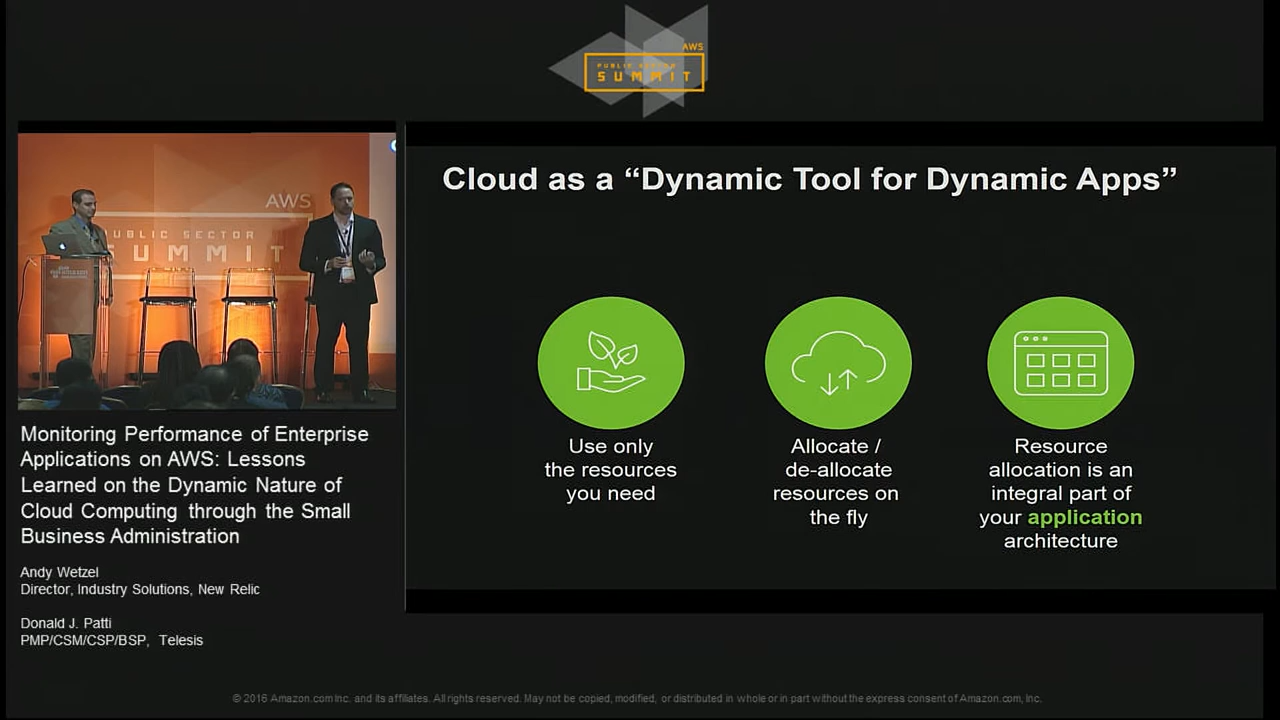 AWS
PUBLIC SECTOR
SUMMIT
AWS
PUBLIC SECTOR
SUMMIT
Cloud as a “Dynamic Tool for Dynamic Apps”
Use only
the resources
you need
Allocate /
de-allocate
resources on
the fly
Resource
allocation is an
integral part of
your application
architecture
Monitoring Performance of Enterprise
Applications on AWS: Lessons
Learned on the Dynamic Nature of
Cloud Computing through the Small
Business Administration
Andy Wetzel
Director, Industry Solutions, New Relic
Donald J. Patti
PMP/CSM/CSP/BSP, Telesis
© 2016 Amazon.com Inc. and its affiliates. All rights reserved. May not be copied, modified, or distributed in whole or in part without the express consent of Amazon.com, Inc.